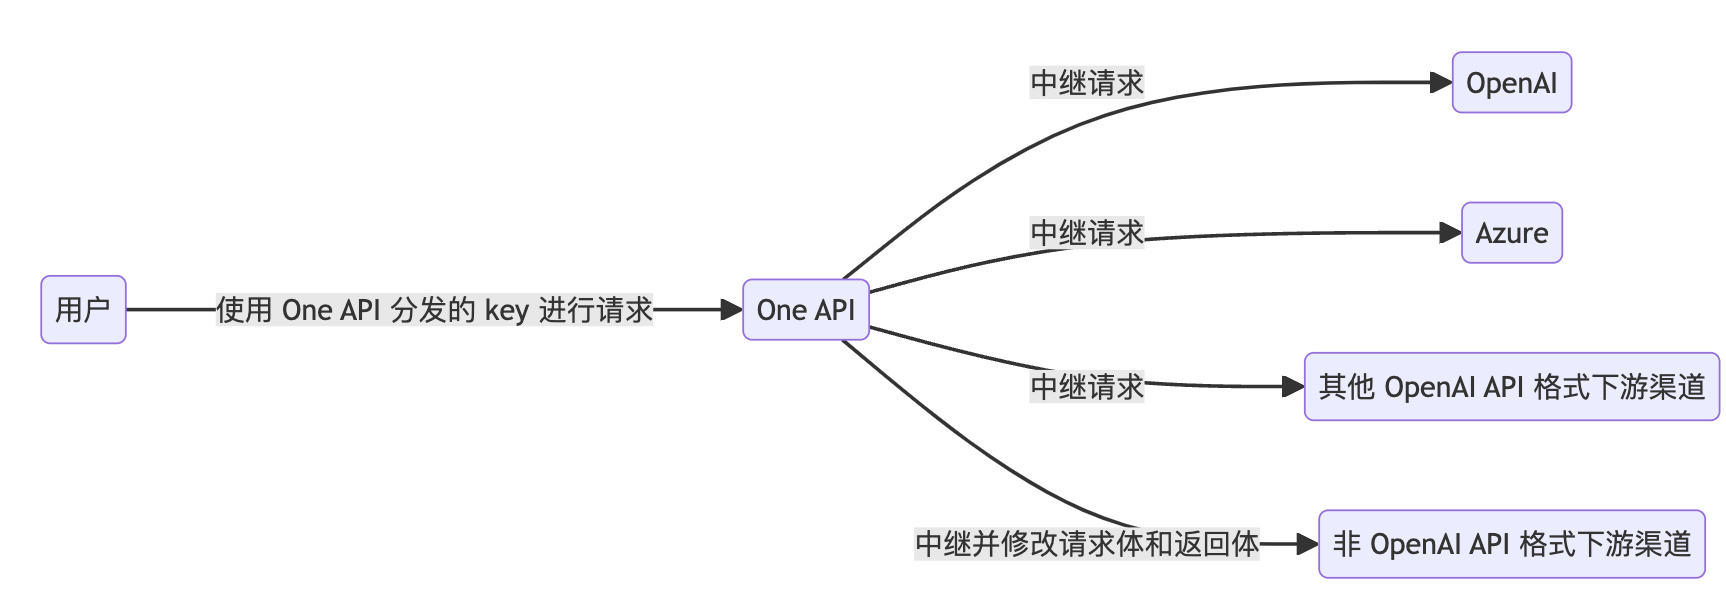 用户
使用 One API 分发的 key 进行请求
One API
中继请求
OpenAI
中继请求
Azure
中继请求
其他 OpenAI API 格式下游渠道
中继并修改请求体和返回体
非 OpenAI API 格式下游渠道